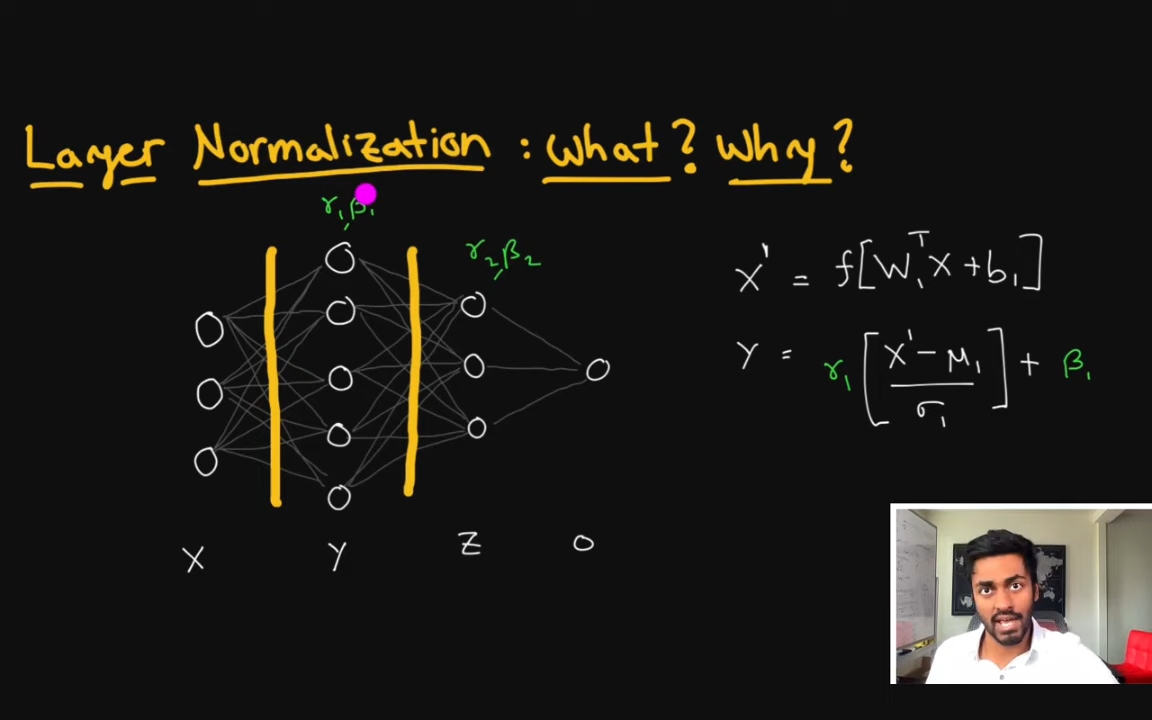 Layer Normalization : What? Why?
γ₁,β₁
γ₂,β₂
X' = f[W₁ᵀX + b₁]
Y = γ₁ [ (X' − μ₁) / σ₁ ] + β₁
X Y Z O